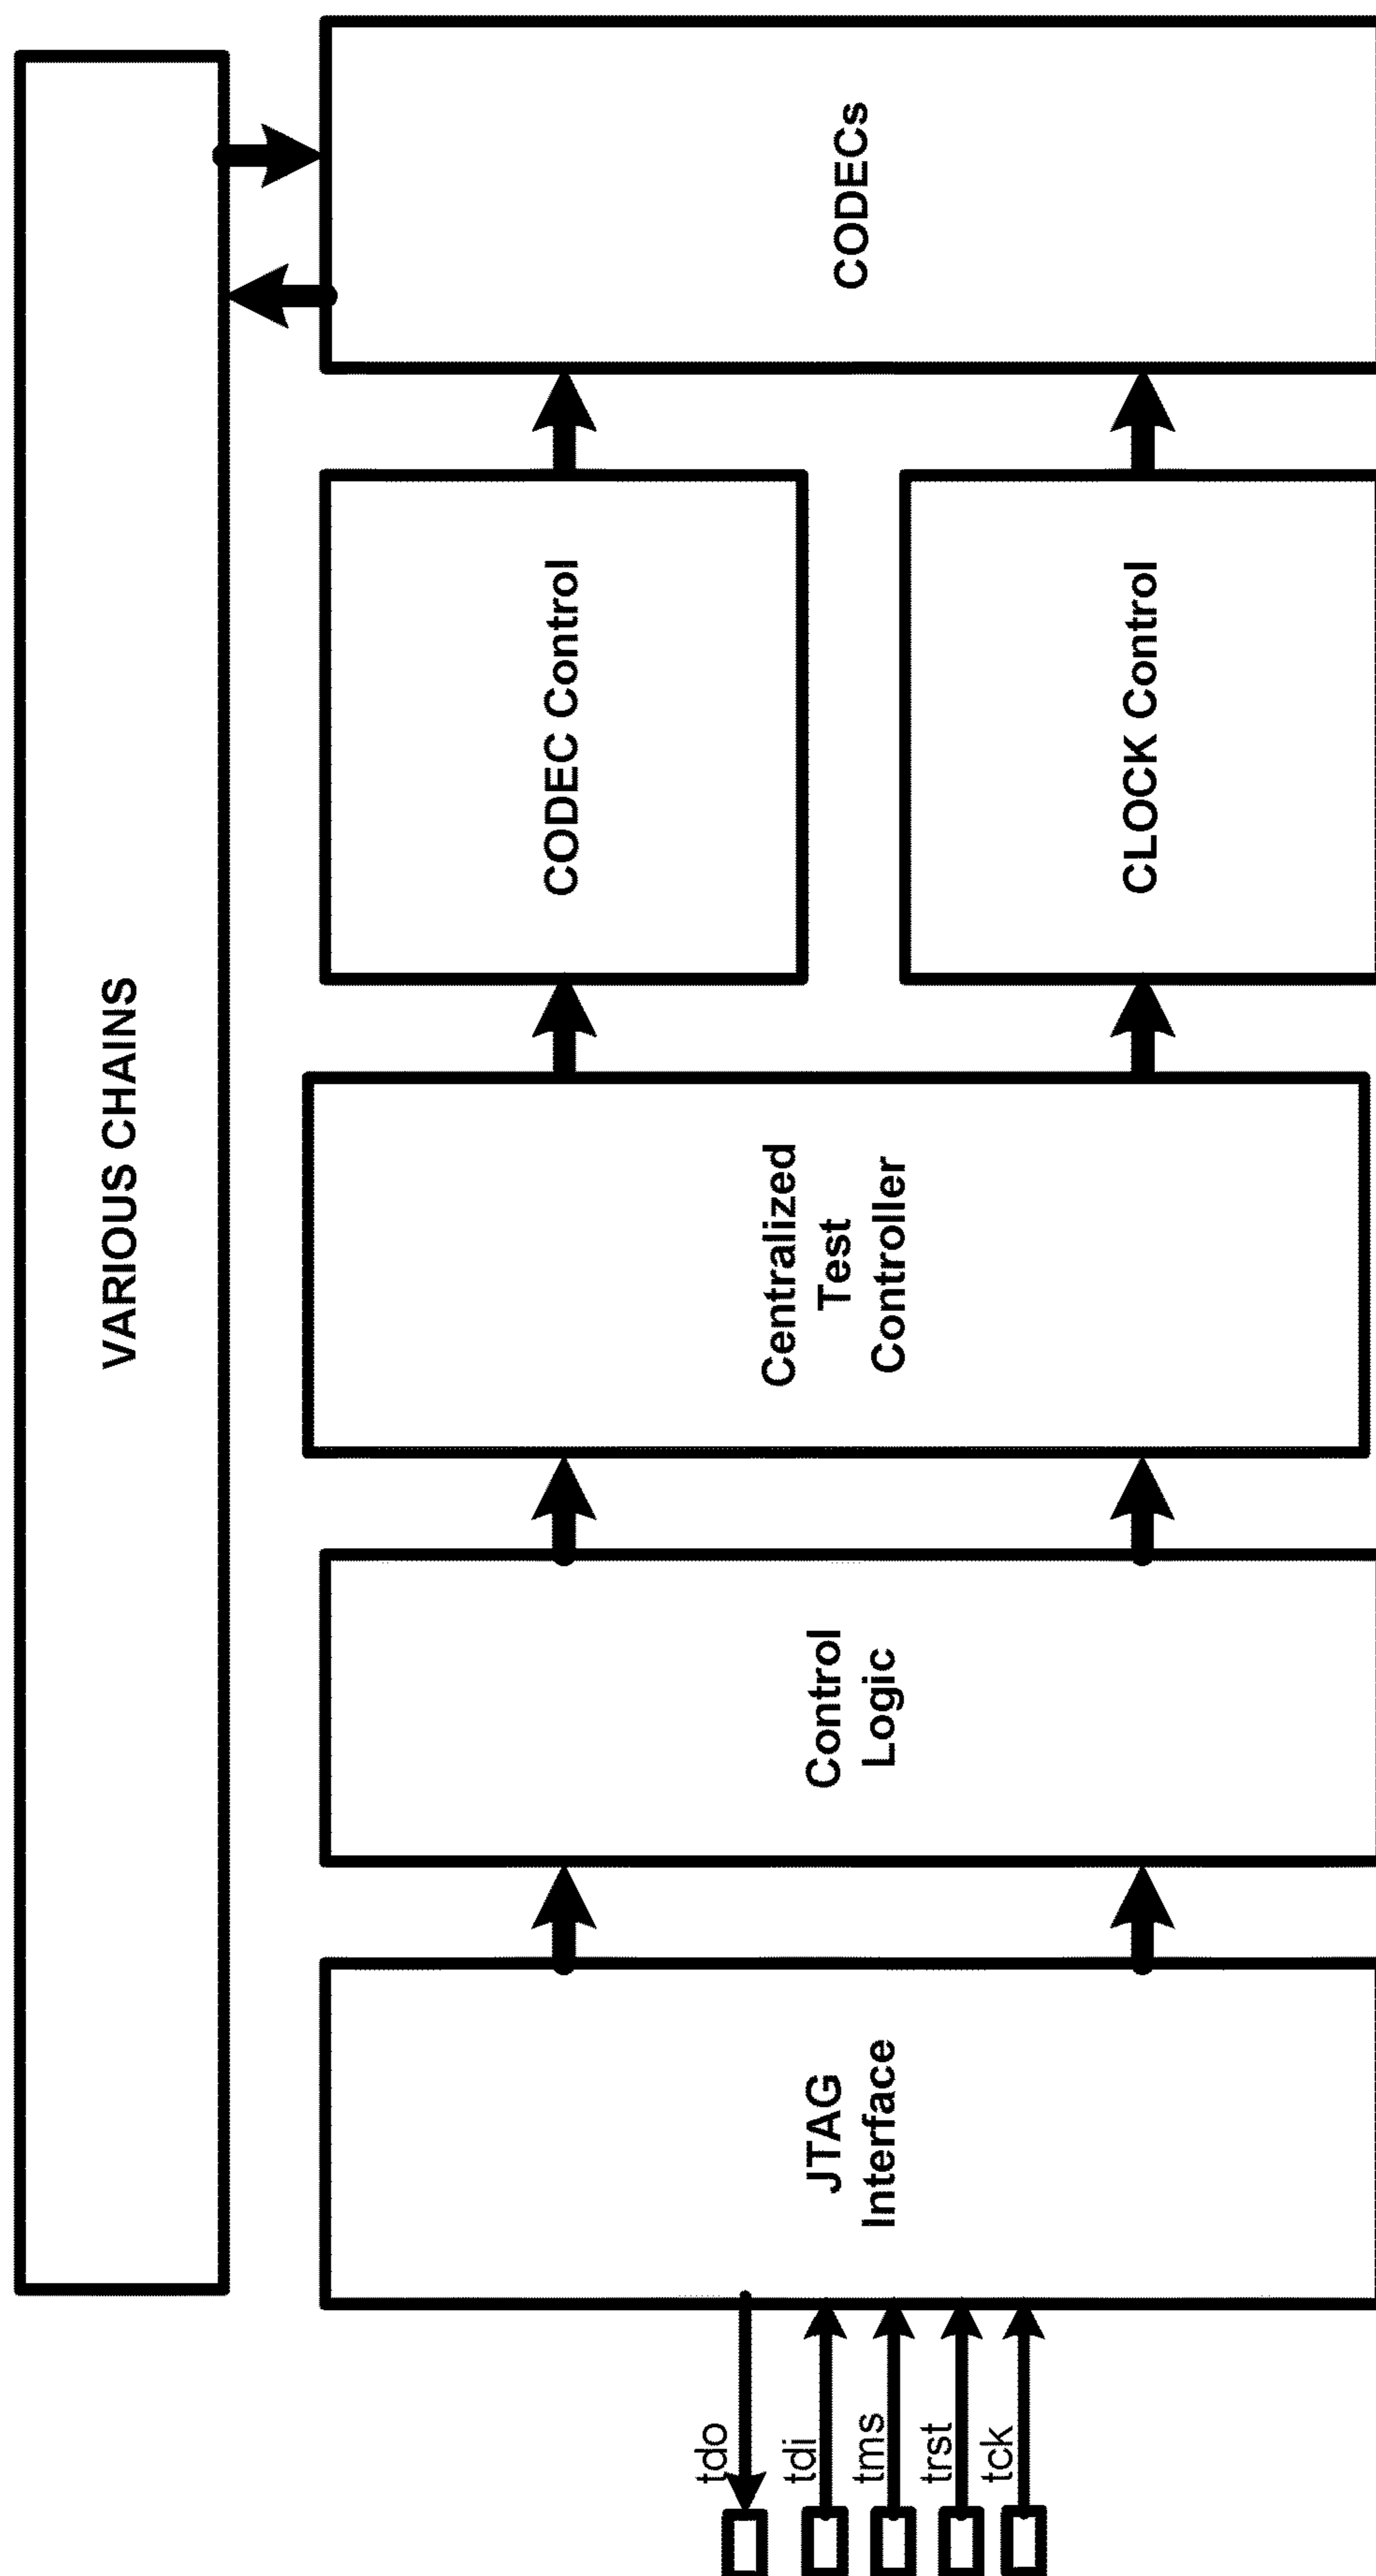 VARIOUS CHAINS
tdo
tdi
tms
trst
tck
JTAG
Interface
Control
Logic
Centralized
Test
Controller
CODEC Control
CLOCK Control
CODECs